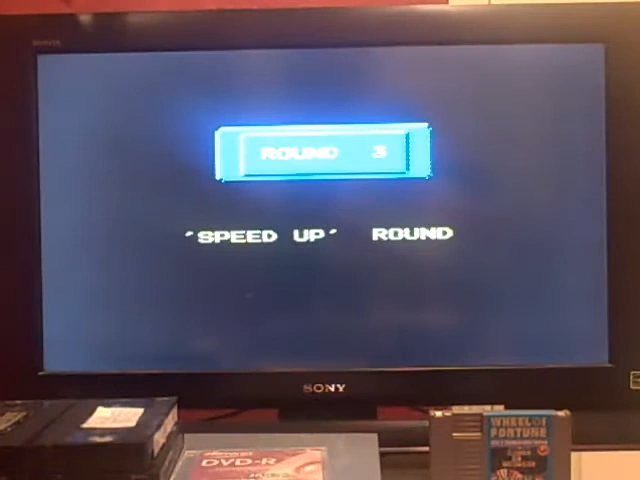 ROUND 3
'SPEED UP' ROUND
SONY
DVD-R
WHEEL OF
FORTUNE